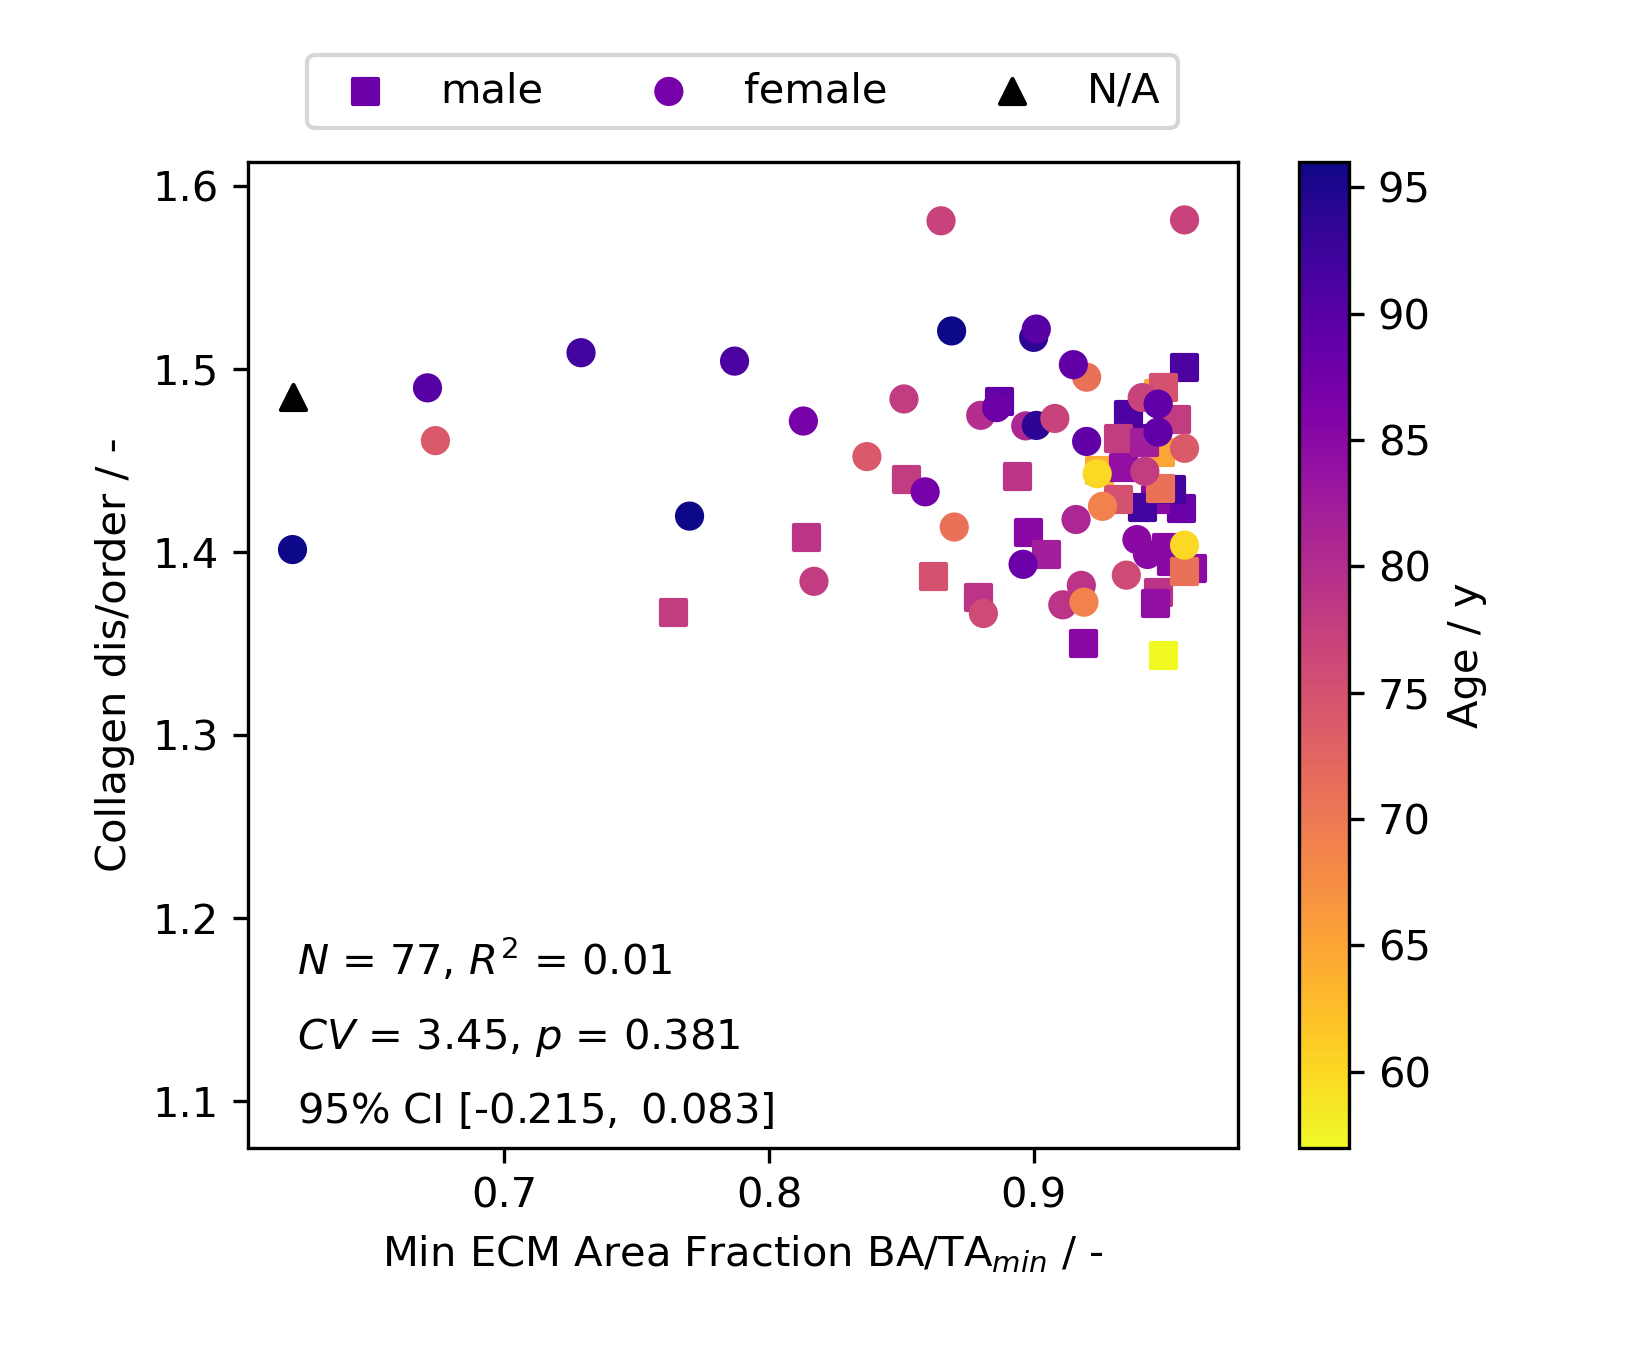 male female N/A
1.6
1.5
1.4
1.3
1.2
1.1
Collagen dis/order / -
N = 77, R² = 0.01
CV = 3.45, p = 0.381
95% CI [-0.215, 0.083]
0.7 0.8 0.9
Min ECM Area Fraction BA/TAmin / -
95
90
85
80
75
70
65
60
Age / y